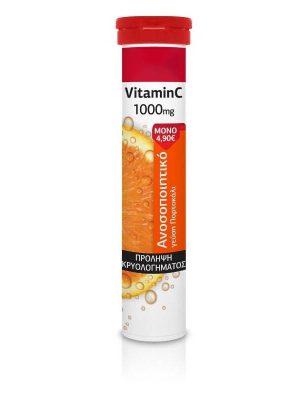 VitaminC
1000mg
ΜΟΝΟ
4,90€
Ανοσοποιητικό
γεύση Πορτοκάλι
ΠΡΟΛΗΨΗ
ΚΡΥΟΛΟΓΗΜΑΤΟΣ